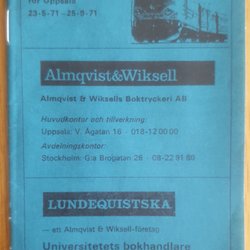 för Uppsala
23-5-71 - 25-9-71
Almqvist&Wiksell
Almqvist & Wiksells Boktryckeri AB
Huvudkontor och tillverkning:
Uppsala: V. Ågatan 16 · 018-12 00 00
Avdelningskontor:
Stockholm: G:a Brogatan 26 - 08-22 91 80
LUNDEQUISTSKA
— ett Almqvist & Wiksell-företag
Universitetets bokhandlare